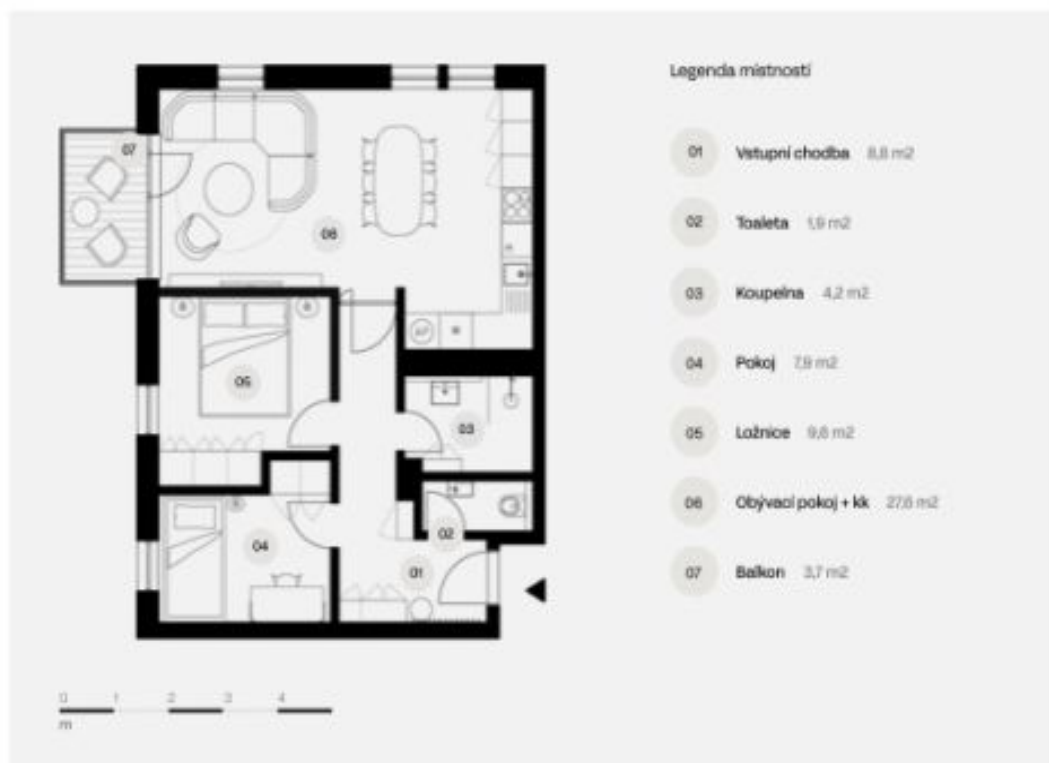 Legenda místností
01 Vstupní chodba 8,8 m2
02 Toaleta 1,9 m2
03 Koupelna 4,2 m2
04 Pokoj 7,9 m2
05 Ložnice 9,8 m2
06 Obývací pokoj + kk 27,6 m2
07 Balkon 3,7 m2
07
06
05
03
04
02
01
0 1 2 3 4
m